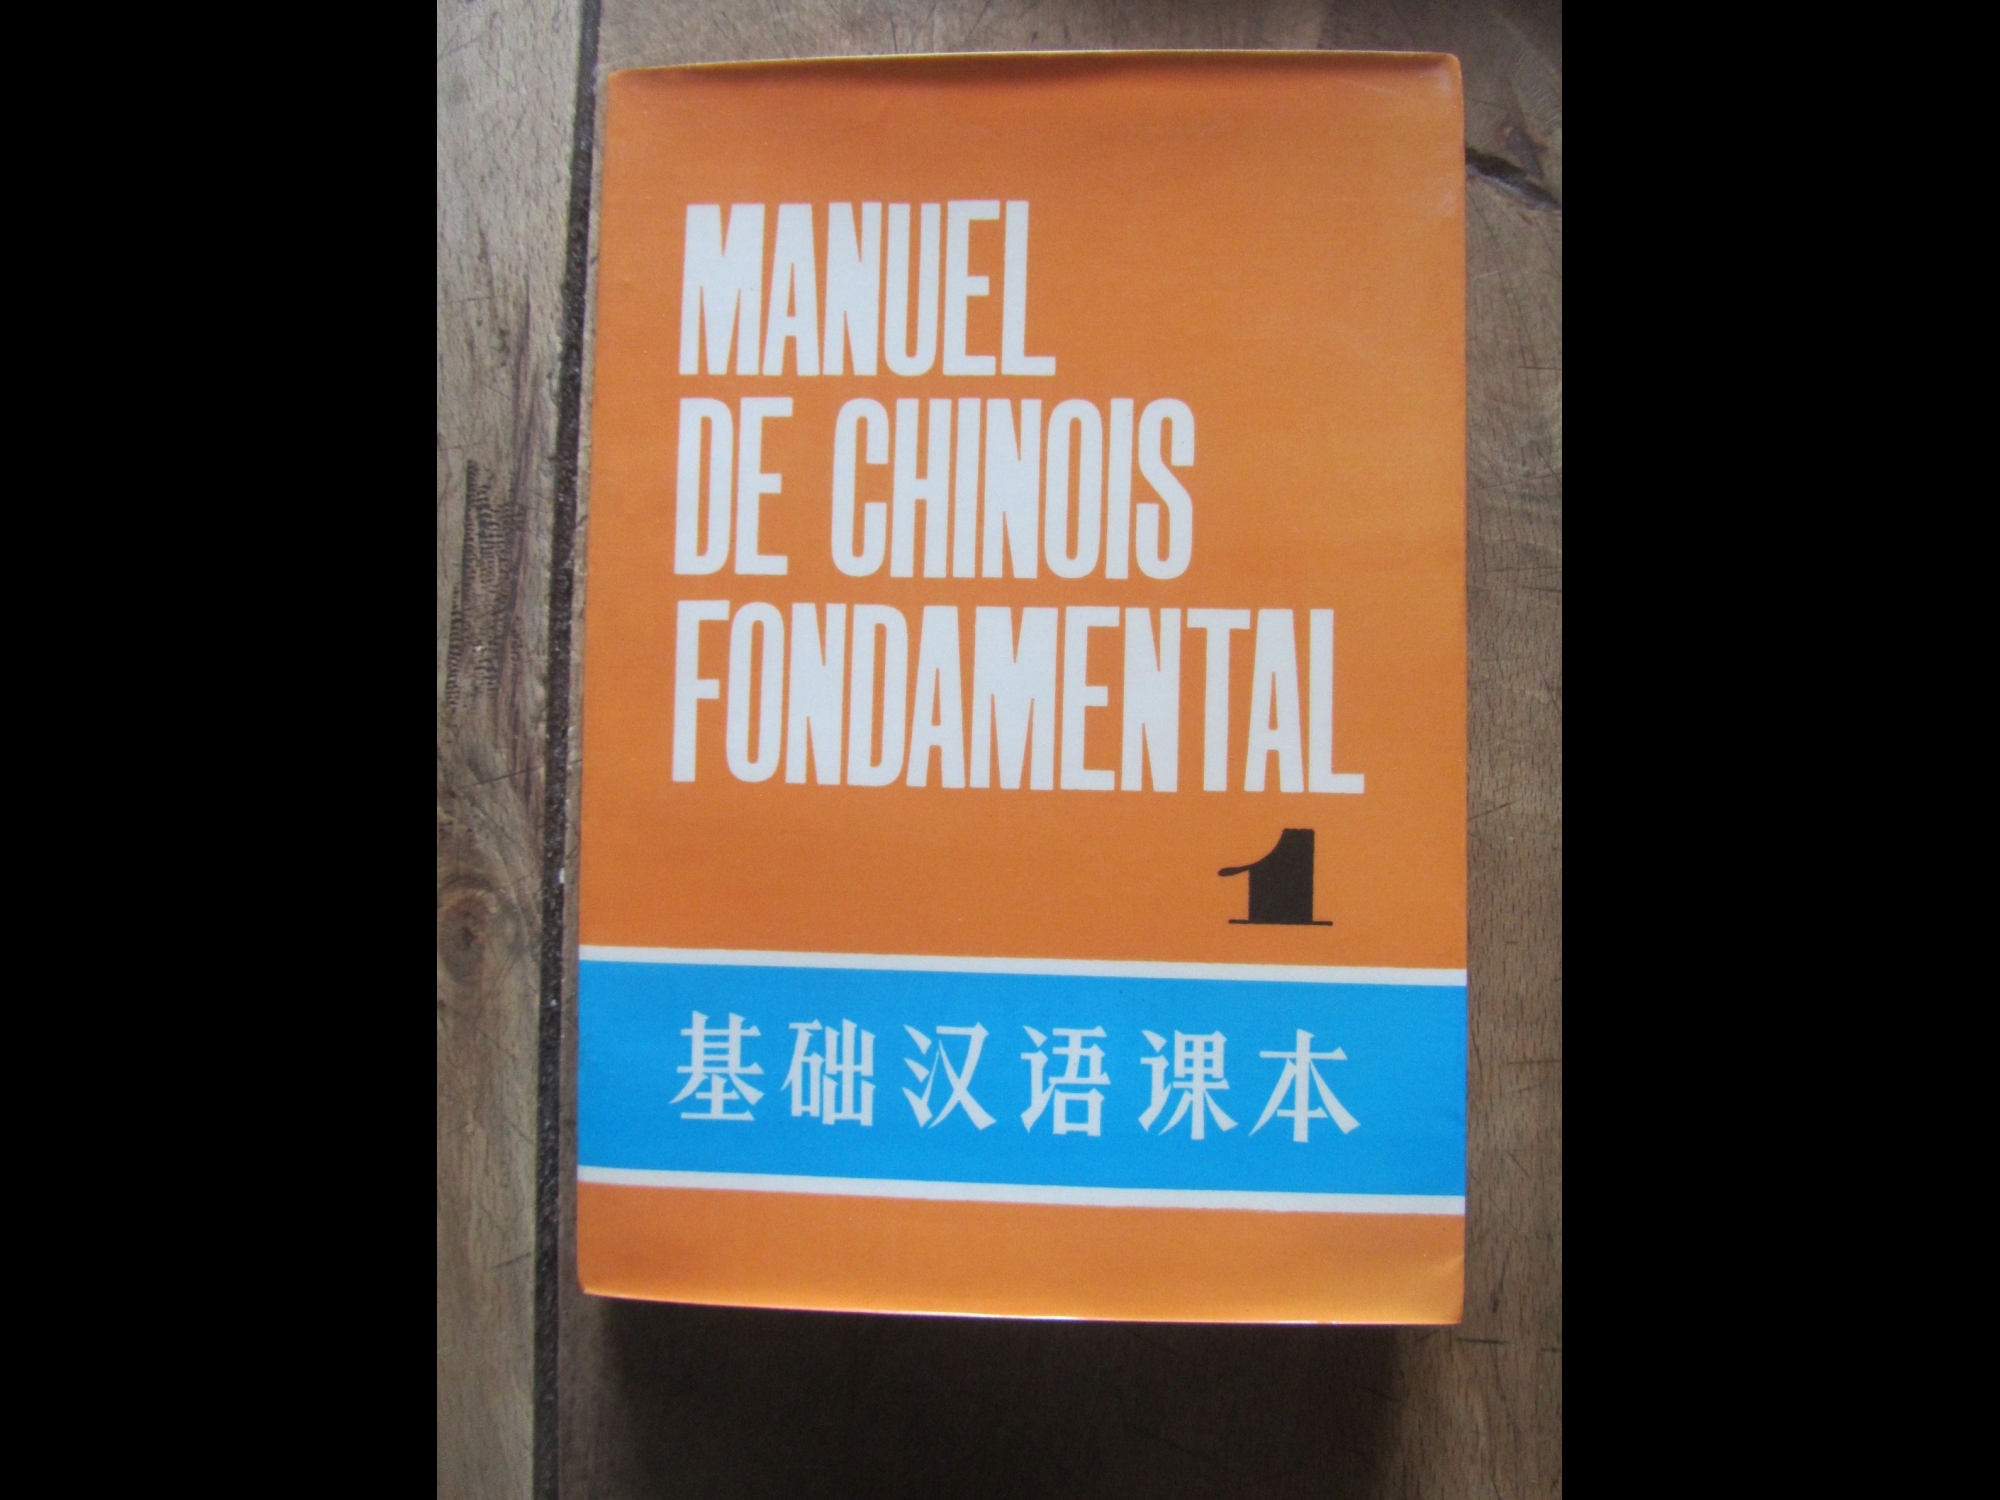 MANUEL
DE CHINOIS
FONDAMENTAL
1
基础汉语课本